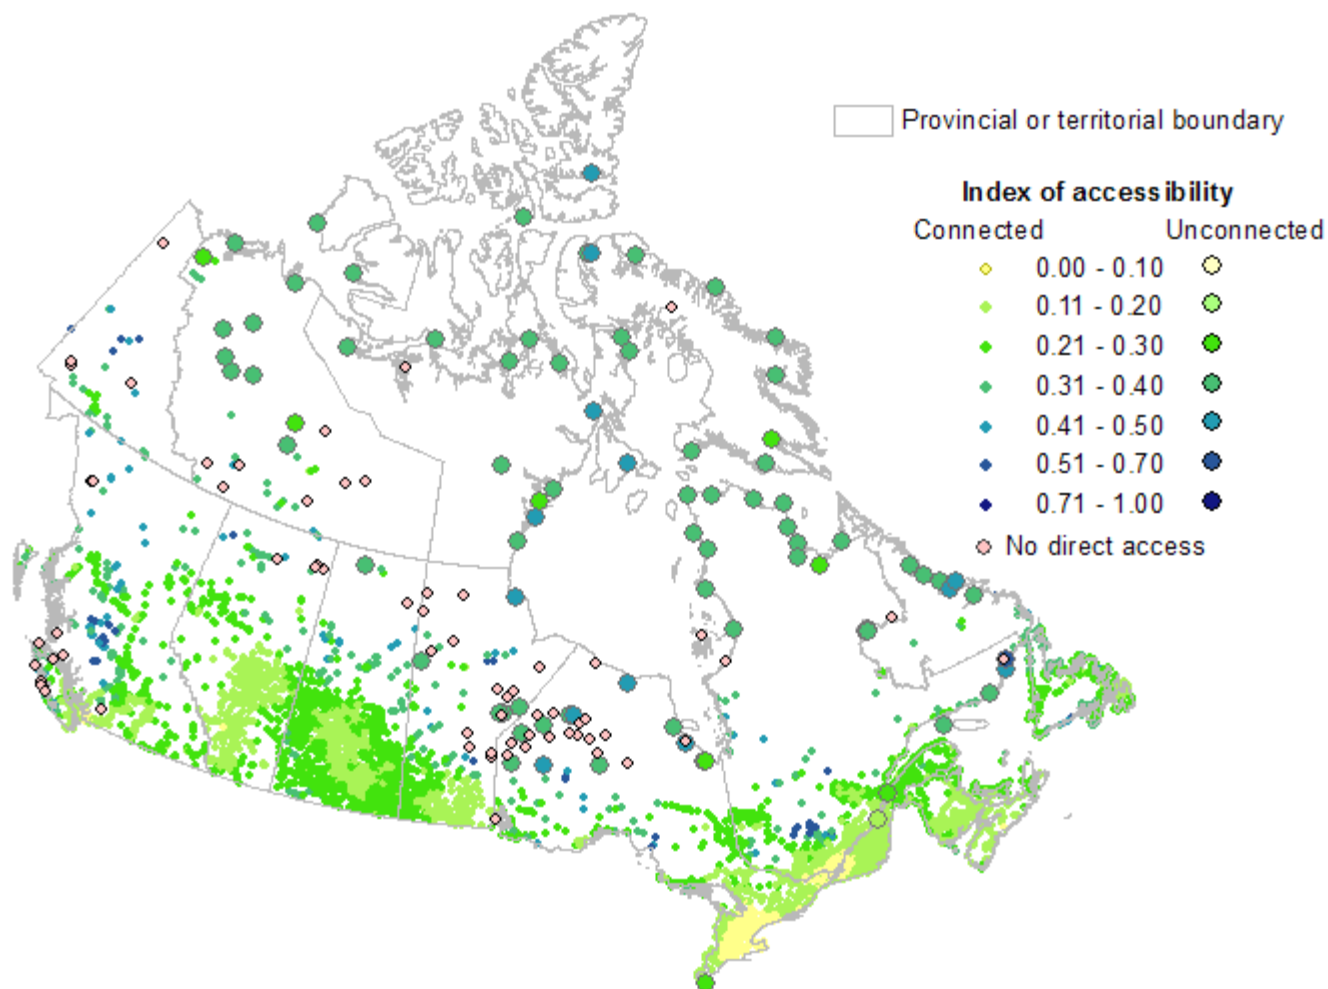 Provincial or territorial boundary
Index of accessibility
Connected Unconnected
0.00 - 0.10
0.11 - 0.20
0.21 - 0.30
0.31 - 0.40
0.41 - 0.50
0.51 - 0.70
0.71 - 1.00
No direct access